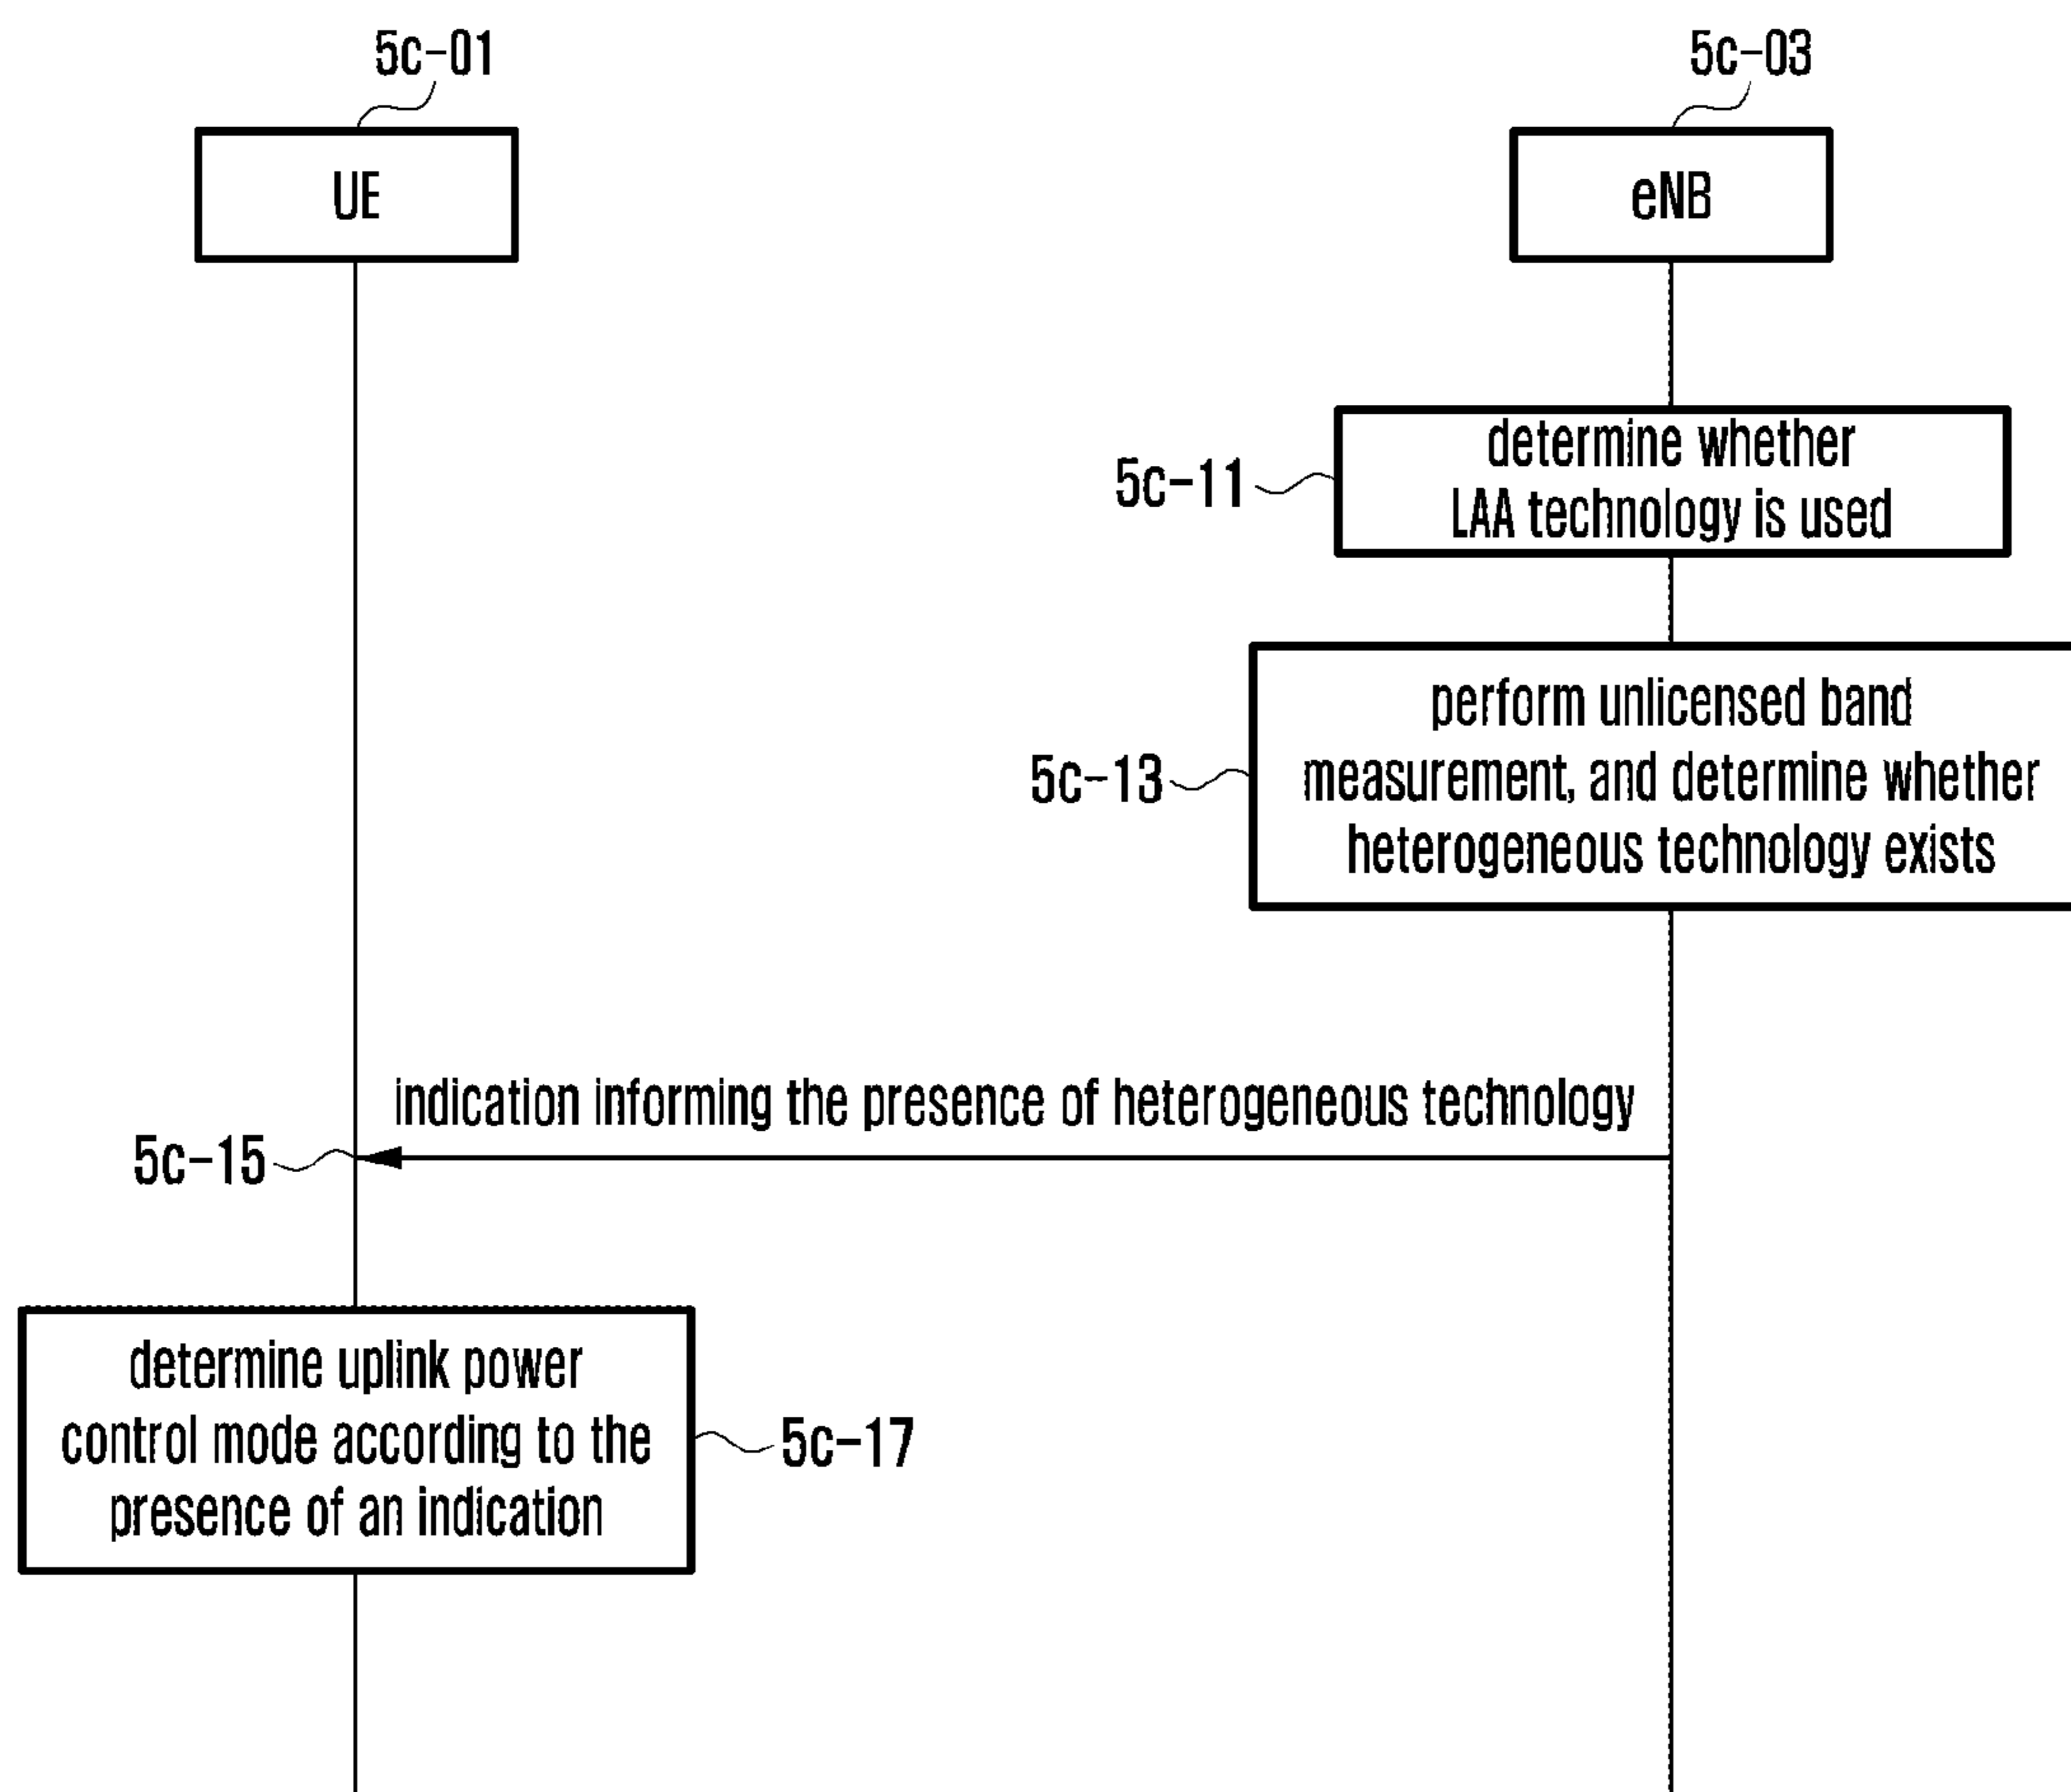 5c-01
5c-03
UE
eNB
determine whether
LAA technology is used
5c-11
perform unlicensed band
measurement, and determine whether
heterogeneous technology exists
5c-13
indication informing the presence of heterogeneous technology
5c-15
determine uplink power
control mode according to the
presence of an indication
5c-17